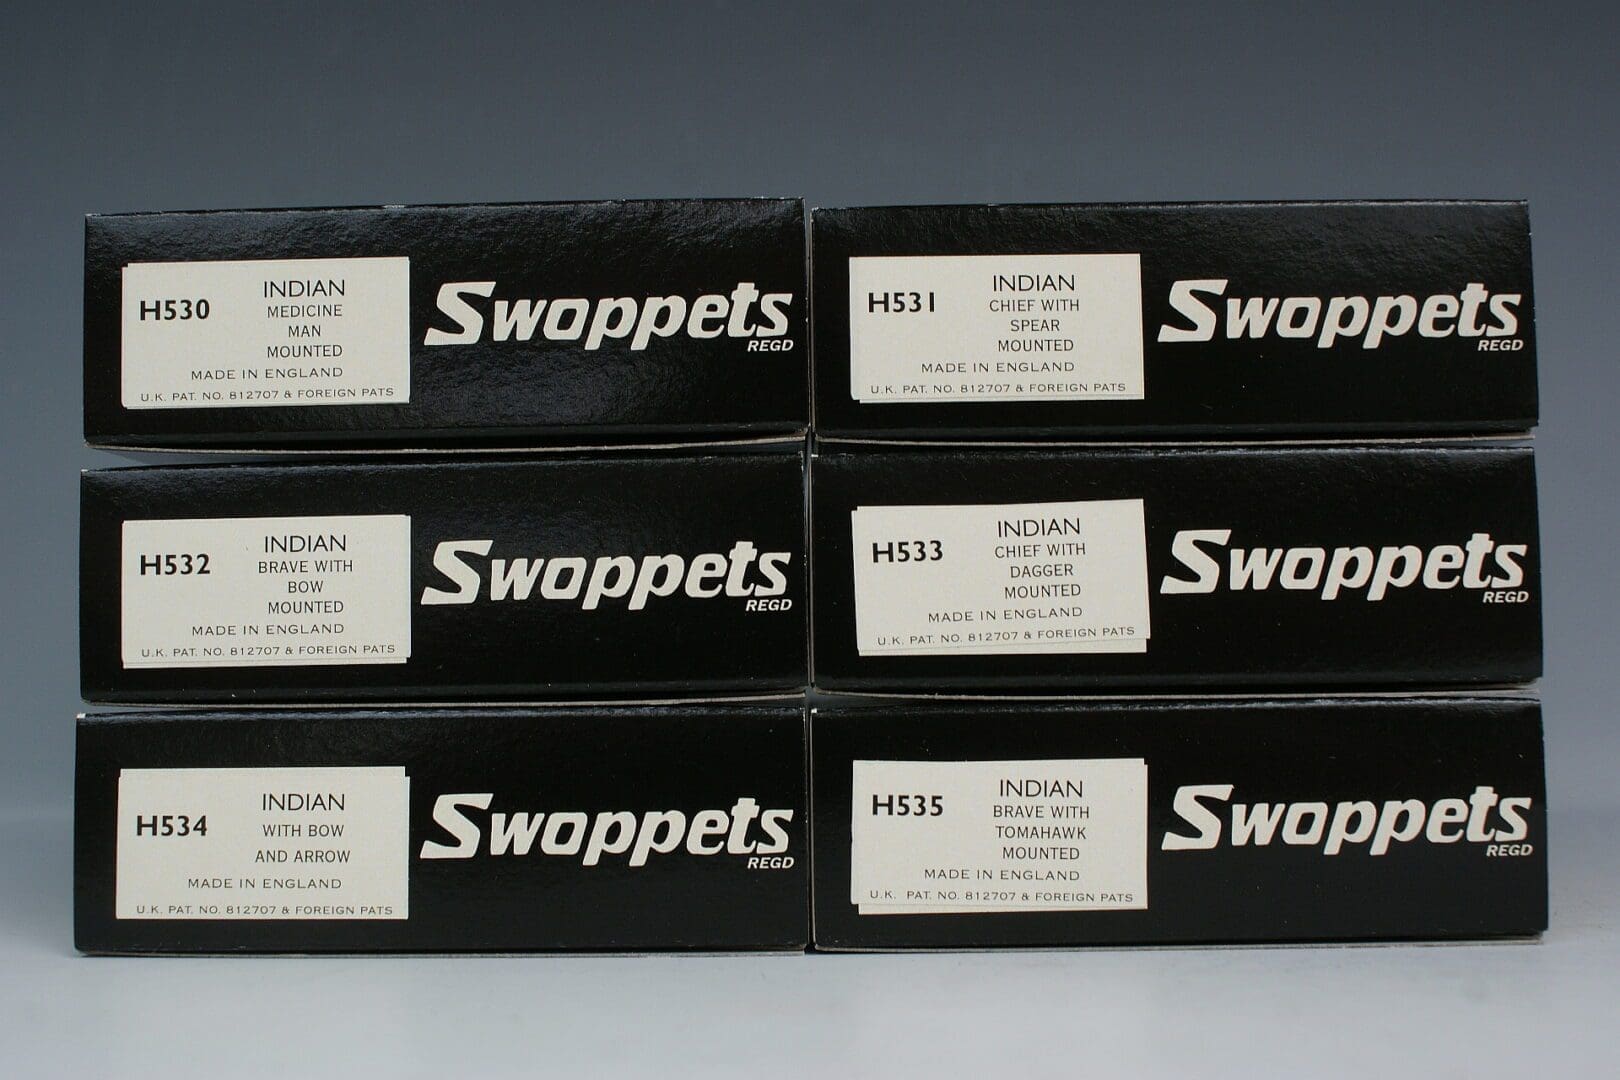 H530
INDIAN
MEDICINE
MAN
MOUNTED
MADE IN ENGLAND
U.K. PAT. NO. 812707 & FOREIGN PATS
Swoppets
REGD
H531
INDIAN
CHIEF WITH
SPEAR
MOUNTED
MADE IN ENGLAND
U.K. PAT. NO. 812707 & FOREIGN PATS
Swoppets
REGD
H532
INDIAN
BRAVE WITH
BOW
MOUNTED
MADE IN ENGLAND
U.K. PAT. NO. 812707 & FOREIGN PATS
Swoppets
REGD
H533
INDIAN
CHIEF WITH
DAGGER
MOUNTED
MADE IN ENGLAND
U.K. PAT. NO. 812707 & FOREIGN PATS
Swoppets
REGD
H534
INDIAN
WITH BOW
AND ARROW
MADE IN ENGLAND
U.K. PAT. NO. 812707 & FOREIGN PATS
Swoppets
REGD
H535
INDIAN
BRAVE WITH
TOMAHAWK
MOUNTED
MADE IN ENGLAND
U.K. PAT. NO. 812707 & FOREIGN PATS
Swoppets
REGD